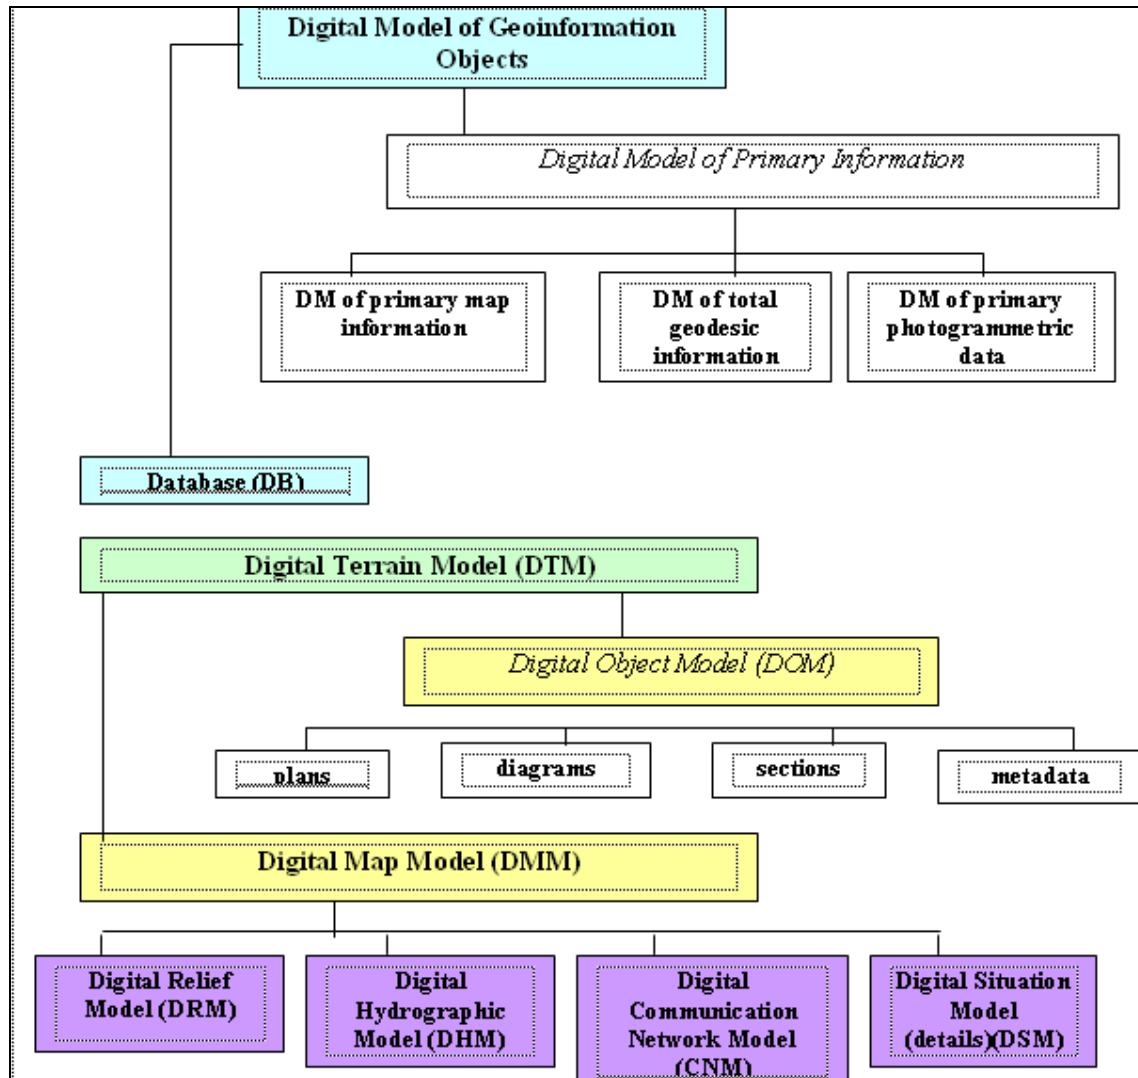 Digital Model of Geoinformation
Objects
Digital Model of Primary Information
DM of primary map
information
DM of total
geodesic
information
DM of primary
photogrammetric
data
Database (DB)
Digital Terrain Model (DTM)
Digital Object Model (DOM)
plans
diagrams
sections
metadata
Digital Map Model (DMM)
Digital Relief
Model (DRM)
Digital
Hydrographic
Model (DHM)
Digital
Communication
Network Model
(CNM)
Digital Situation
Model
(details)(DSM)